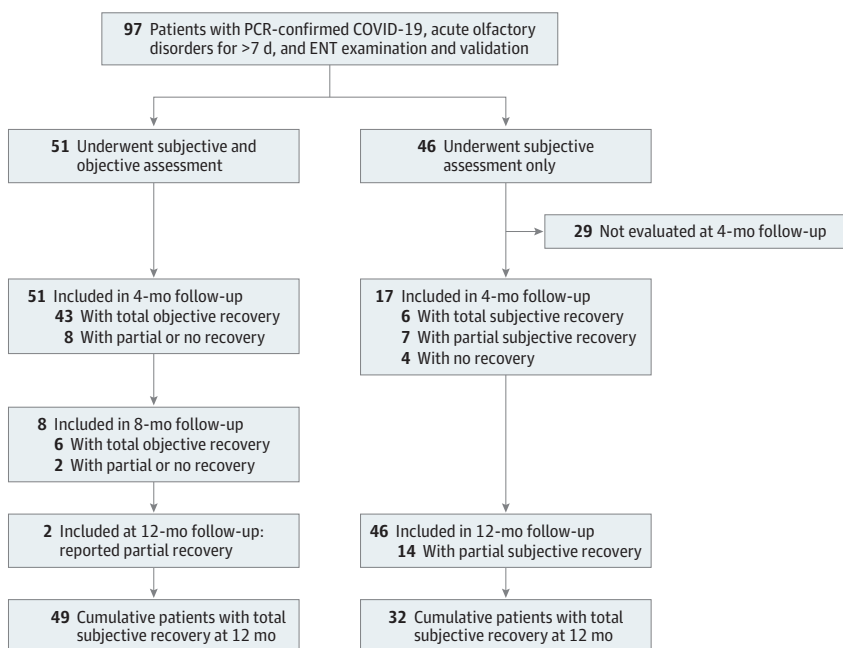 97 Patients with PCR-confirmed COVID-19, acute olfactory
disorders for >7 d, and ENT examination and validation
51 Underwent subjective and
objective assessment
46 Underwent subjective
assessment only
29 Not evaluated at 4-mo follow-up
51 Included in 4-mo follow-up
43 With total objective recovery
8 With partial or no recovery
17 Included in 4-mo follow-up
6 With total subjective recovery
7 With partial subjective recovery
4 With no recovery
8 Included in 8-mo follow-up
6 With total objective recovery
2 With partial or no recovery
2 Included at 12-mo follow-up:
reported partial recovery
46 Included in 12-mo follow-up
14 With partial subjective recovery
49 Cumulative patients with total
subjective recovery at 12 mo
32 Cumulative patients with total
subjective recovery at 12 mo